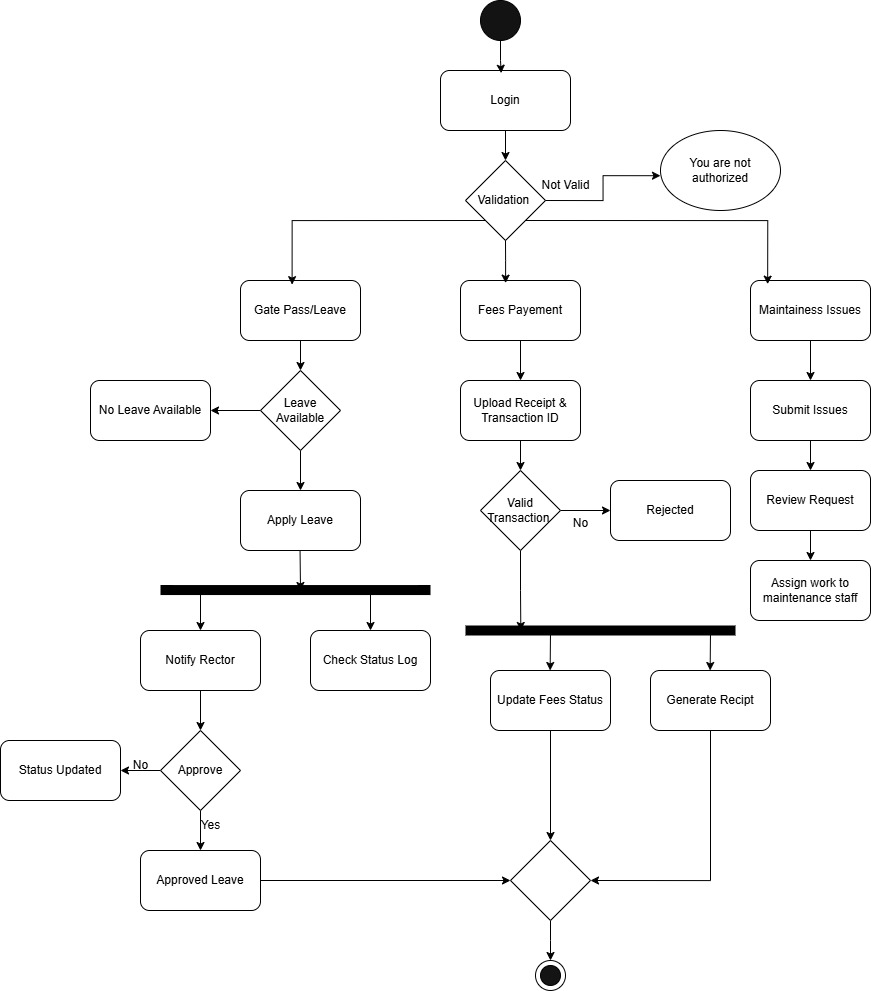 Login
Validation
Not Valid
You are not
authorized
Gate Pass/Leave
Fees Payement
Maintainess Issues
No Leave Available
Leave
Available
Upload Receipt &
Transaction ID
Submit Issues
Apply Leave
Valid
Transaction
No
Rejected
Review Request
Assign work to
maintenance staff
Notify Rector
Check Status Log
Update Fees Status
Generate Recipt
Status Updated
No
Approve
Yes
Approved Leave